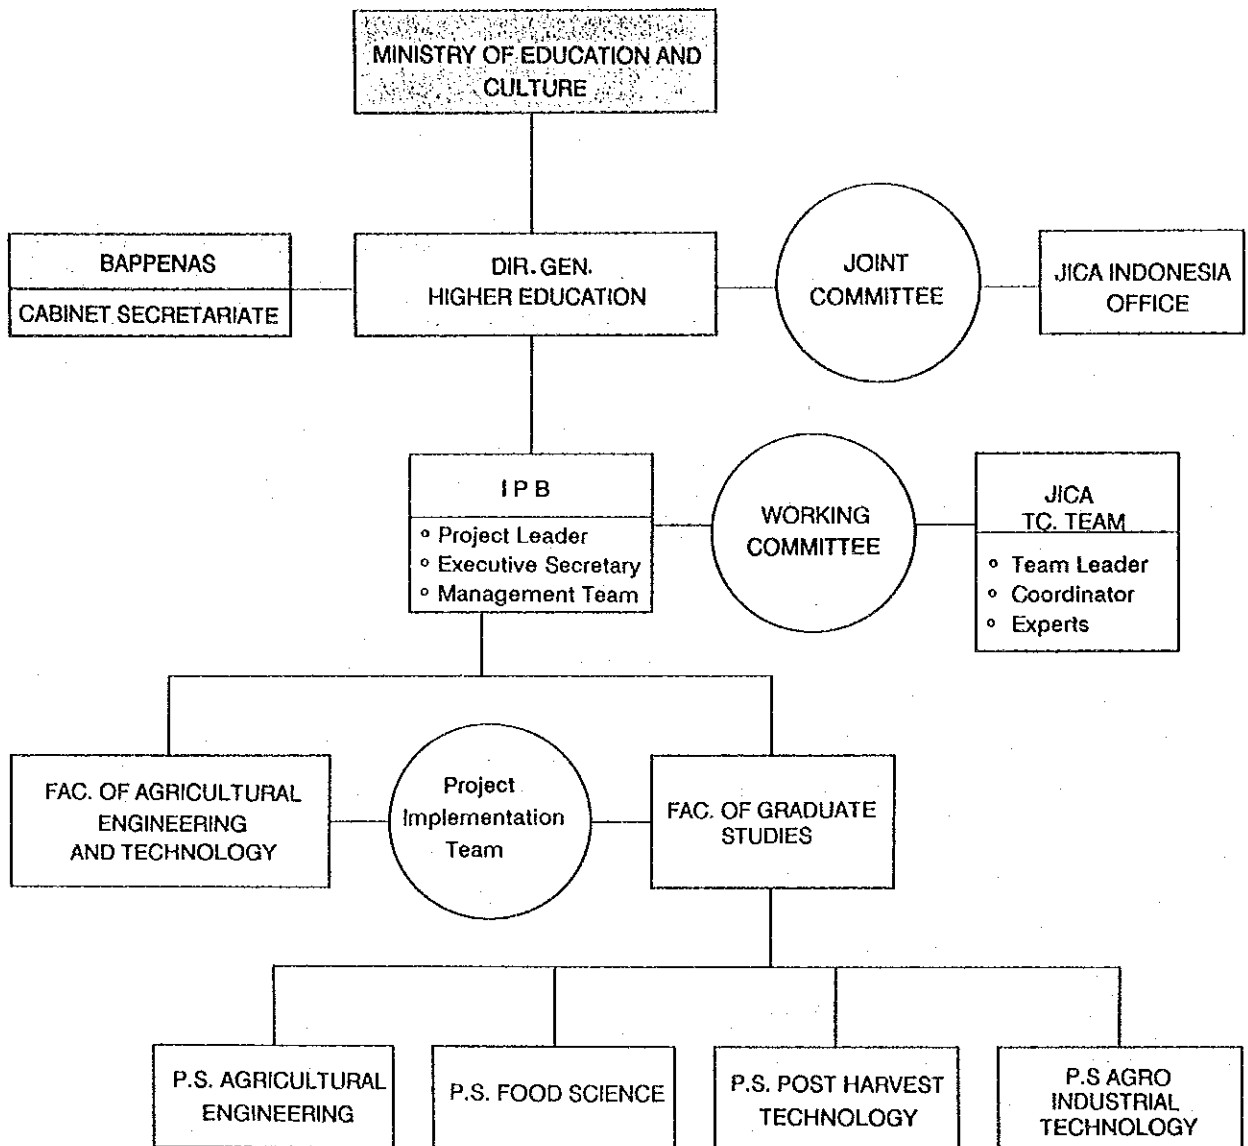 MINISTRY OF EDUCATION AND
CULTURE
BAPPENAS
CABINET SECRETARIATE
DIR. GEN.
HIGHER EDUCATION
JOINT
COMMITTEE
JICA INDONESIA
OFFICE
I P B
° Project Leader
° Executive Secretary
° Management Team
WORKING
COMMITTEE
JICA
TC. TEAM
° Team Leader
° Coordinator
° Experts
FAC. OF AGRICULTURAL
ENGINEERING
AND TECHNOLOGY
Project
Implementation
Team
FAC. OF GRADUATE
STUDIES
P.S. AGRICULTURAL
ENGINEERING
P.S. FOOD SCIENCE
P.S. POST HARVEST
TECHNOLOGY
P.S AGRO
INDUSTRIAL
TECHNOLOGY